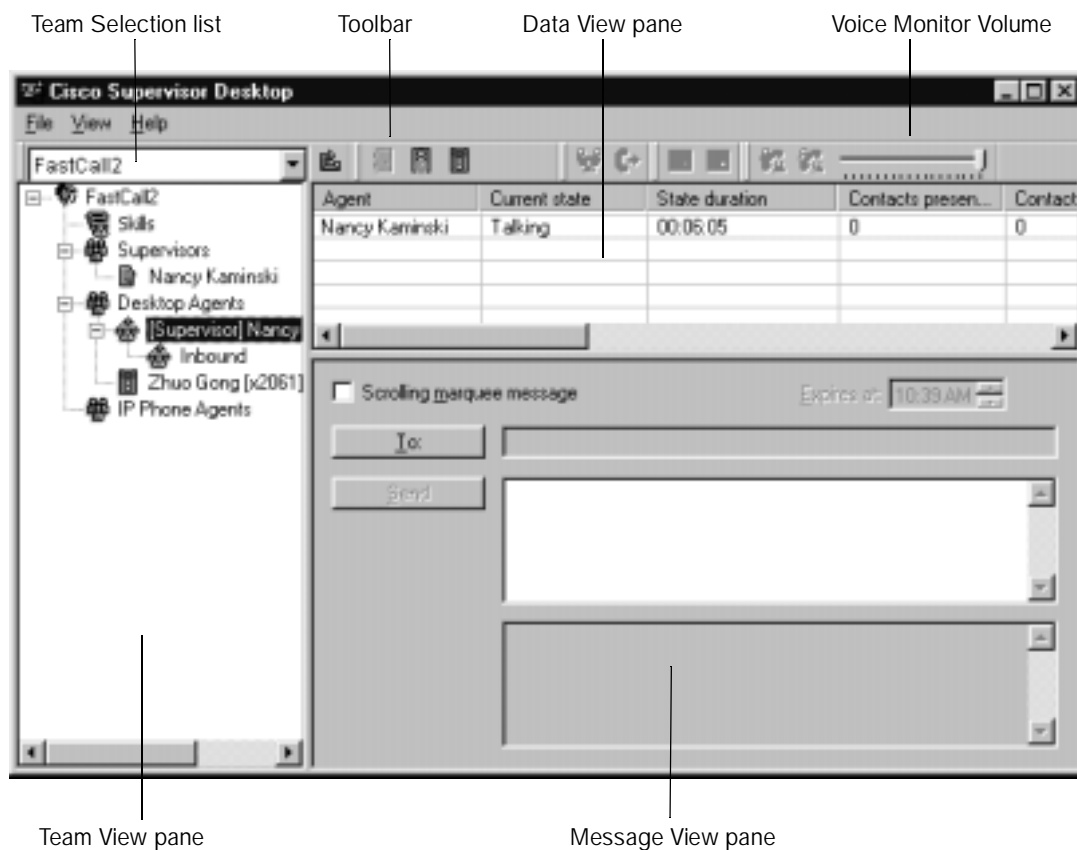 Team Selection list
Toolbar
Data View pane
Voice Monitor Volume
Cisco Supervisor Desktop
File View Help
FastCall2
FastCall2
Skills
Supervisors
Nancy Kaminski
Desktop Agents
[Supervisor] Nancy
Inbound
Zhuo Gong [x2061]
IP Phone Agents
Agent Current state State duration Contacts presen... Contact
Nancy Kaminski Talking 00:06:05 0 0
Scrolling marquee message
Expires at: 10:39 AM
To:
Send
Team View pane
Message View pane